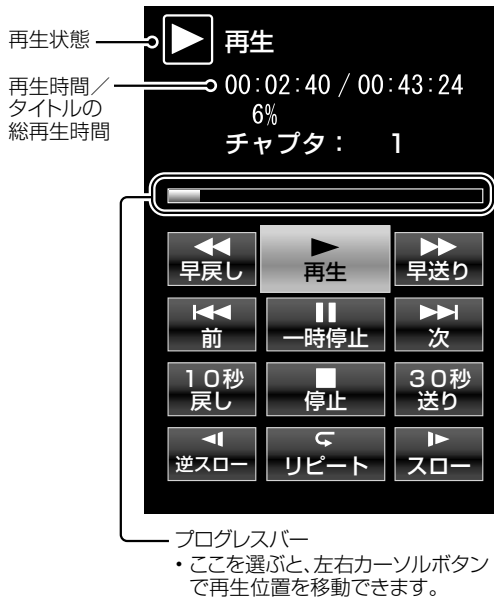 再生状態
再生
再生時間／
タイトルの
総再生時間
00:02:40 / 00:43:24
6%
チャプタ： 1
早戻し
再生
早送り
前
一時停止
次
10秒
戻し
停止
30秒
送り
逆スロー
リピート
スロー
プログレスバー
・ここを選ぶと、左右カーソルボタン
で再生位置を移動できます。